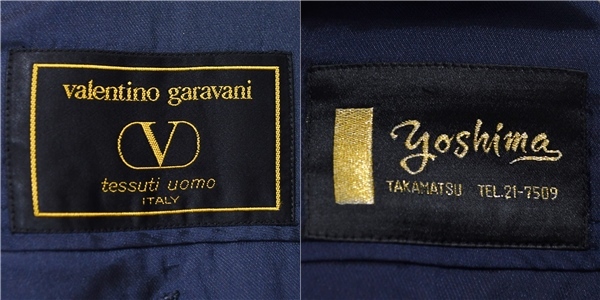 valentino garavani
V
tessuti uomo
ITALY
yoshima
TAKAMATSU TEL.21-7509